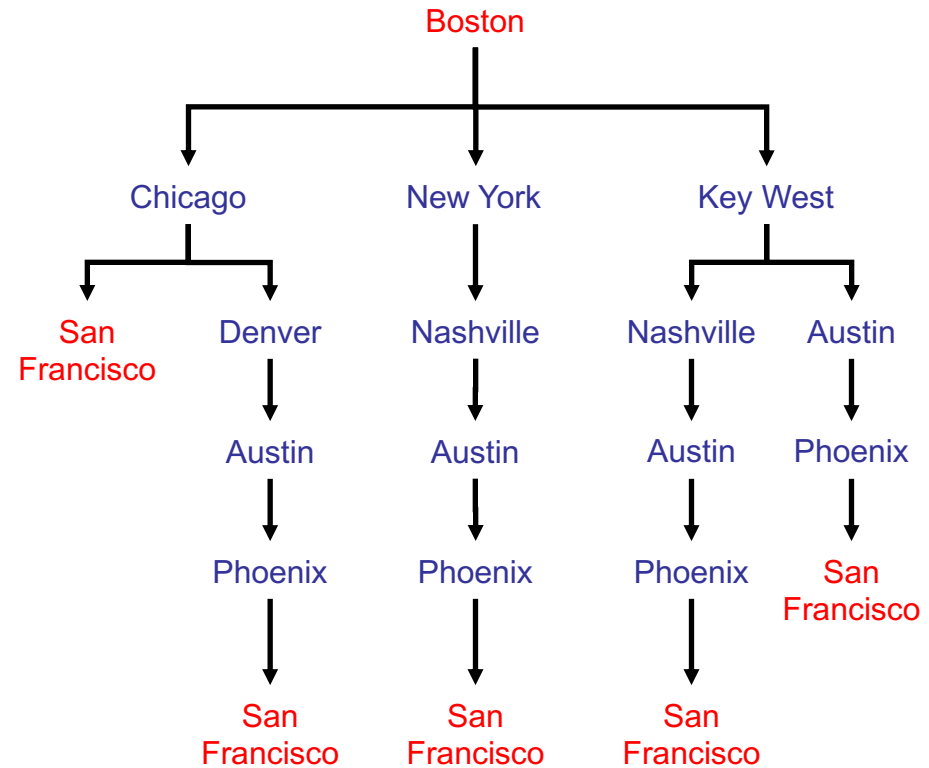 Boston
Chicago
New York
Key West
San
Francisco
Denver
Nashville
Nashville
Austin
Austin
Austin
Austin
Phoenix
Phoenix
Phoenix
Phoenix
San
Francisco
San
Francisco
San
Francisco
San
Francisco